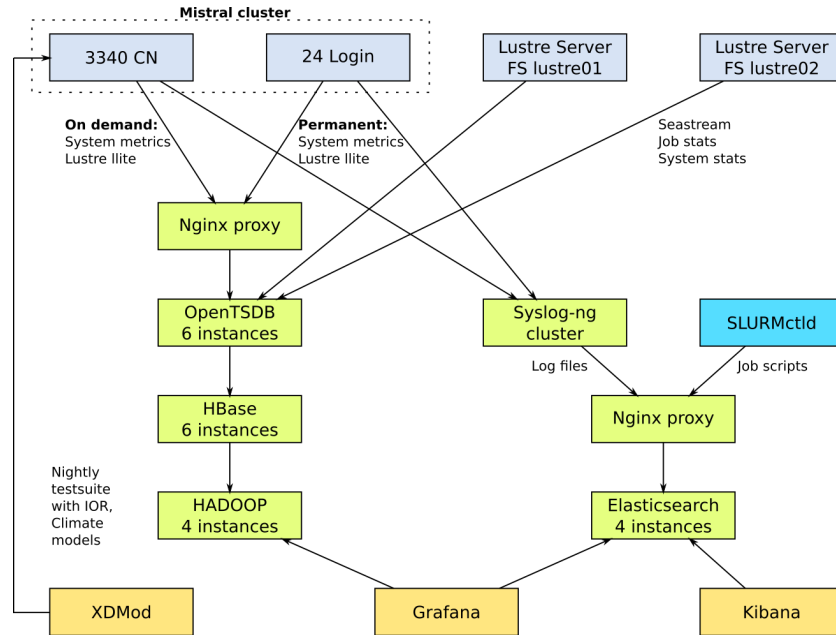 Mistral cluster
3340 CN
24 Login
Lustre Server
FS lustre01
Lustre Server
FS lustre02
On demand:
System metrics
Lustre llite
Permanent:
System metrics
Lustre llite
Seastream
Job stats
System stats
Nginx proxy
OpenTSDB
6 instances
Syslog-ng
cluster
SLURMctld
Log files
Job scripts
HBase
6 instances
Nginx proxy
Nightly
testsuite
with IOR,
Climate
models
HADOOP
4 instances
Elasticsearch
4 instances
XDMod
Grafana
Kibana